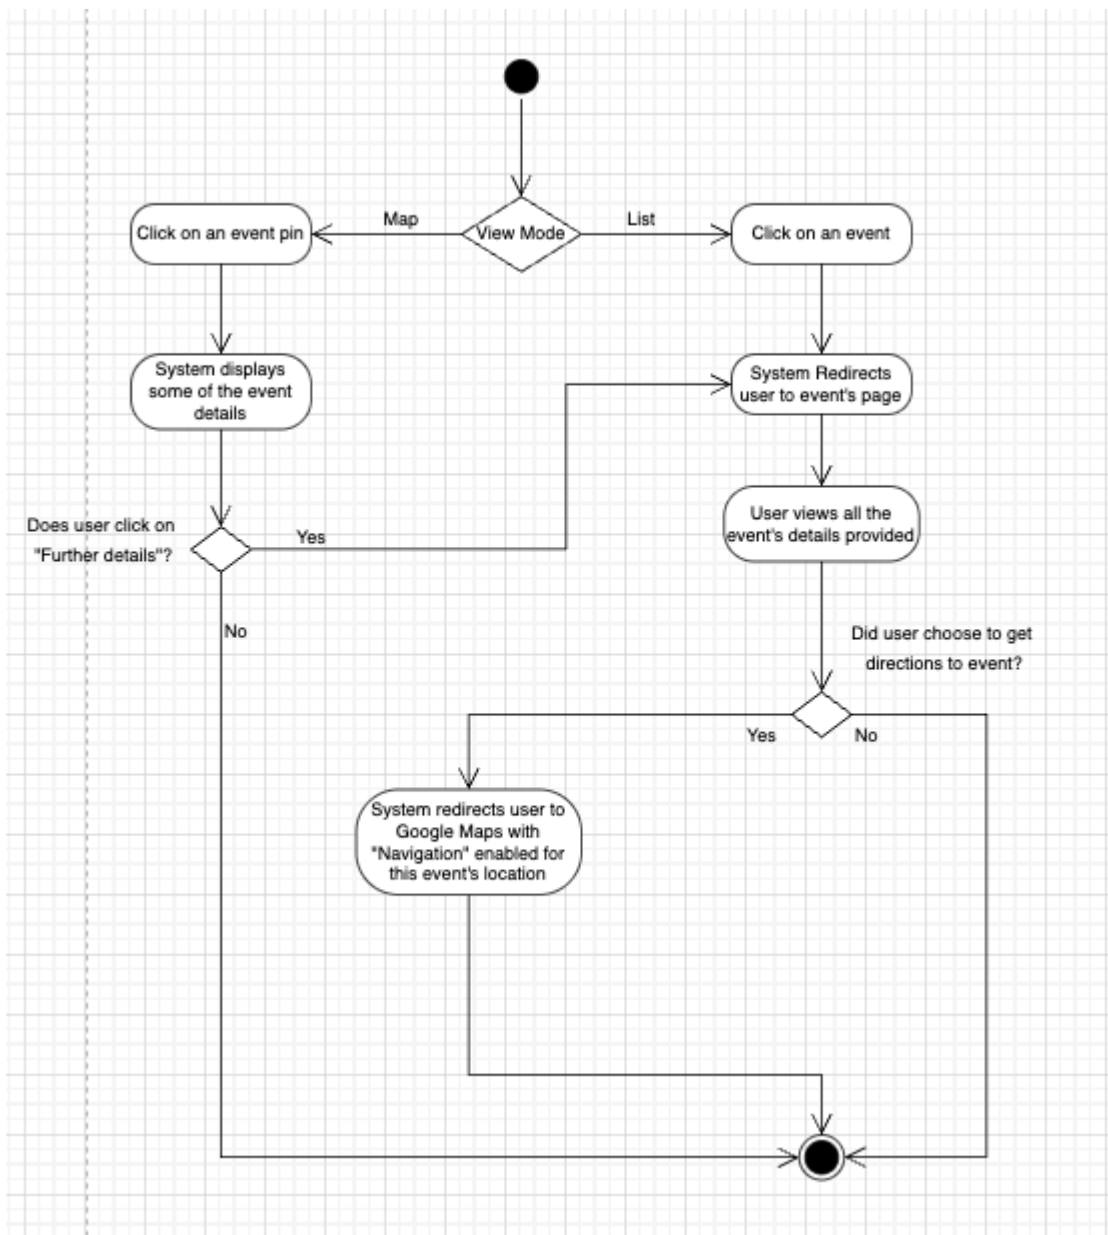 Map
List
Click on an event pin
View Mode
Click on an event
System displays
some of the event
details
System Redirects
user to event's page
User views all the
event's details provided
Does user click on
"Further details"?
Yes
No
Did user choose to get
directions to event?
Yes
No
System redirects user to
Google Maps with
"Navigation" enabled for
this event's location